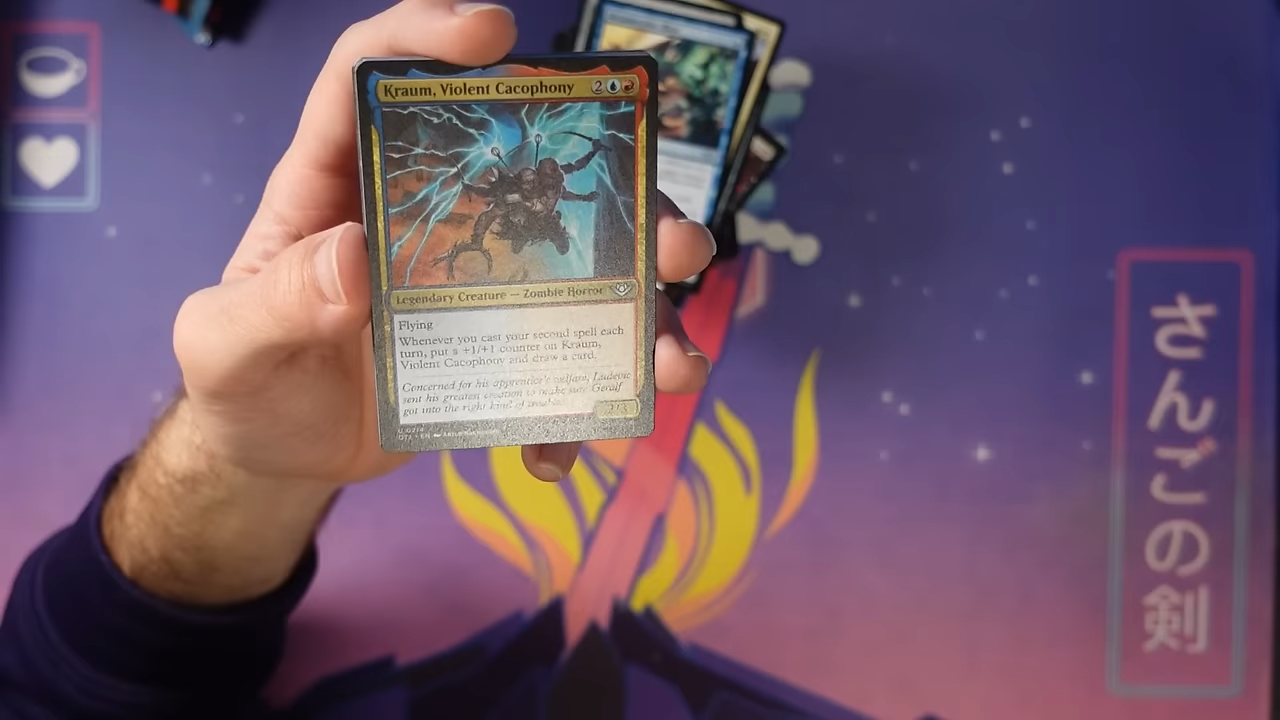 Kraum, Violent Cacophony 2
Legendary Creature — Zombie Horror
Flying
Whenever you cast your second spell each
turn, put a +1/+1 counter on Kraum,
Violent Cacophony and draw a card.
Concerned for his apprentice's welfare, Ludevic
sent his greatest creation to make sure Geralf
got into the right kind of trouble.
2/3
さんごの剣